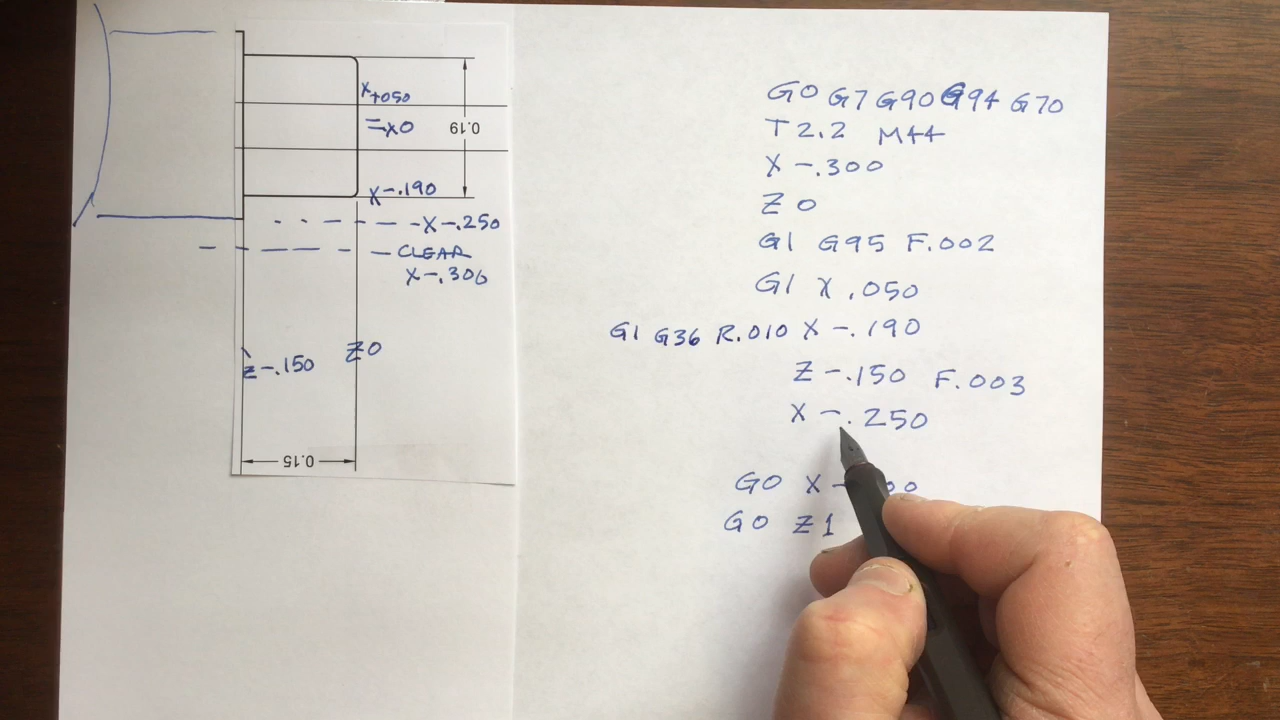 X+050
=X0
0.19
X-.190
-X-.250
CLEAR
X-.300
Z-.150
Z0
0.15
G0 G7 G90 G94 G70
T2.2 M44
X-.300
Z0
G1 G95 F.002
G1 X.050
G1 G36 R.010 X-.190
Z-.150 F.003
X-.250
G0 X-
G0 Z1